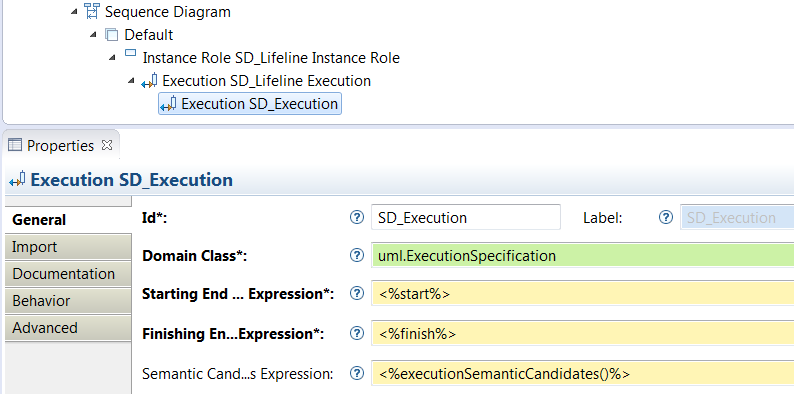 Sequence Diagram
Default
Instance Role SD_Lifeline Instance Role
Execution SD_Lifeline Execution
Execution SD_Execution
Properties
Execution SD_Execution
General
Import
Documentation
Behavior
Advanced
Id*: SD_Execution Label: SD_Execution
Domain Class*: uml.ExecutionSpecification
Starting End ... Expression*: <%start%>
Finishing En...Expression*: <%finish%>
Semantic Cand...s Expression: <%executionSemanticCandidates()%>